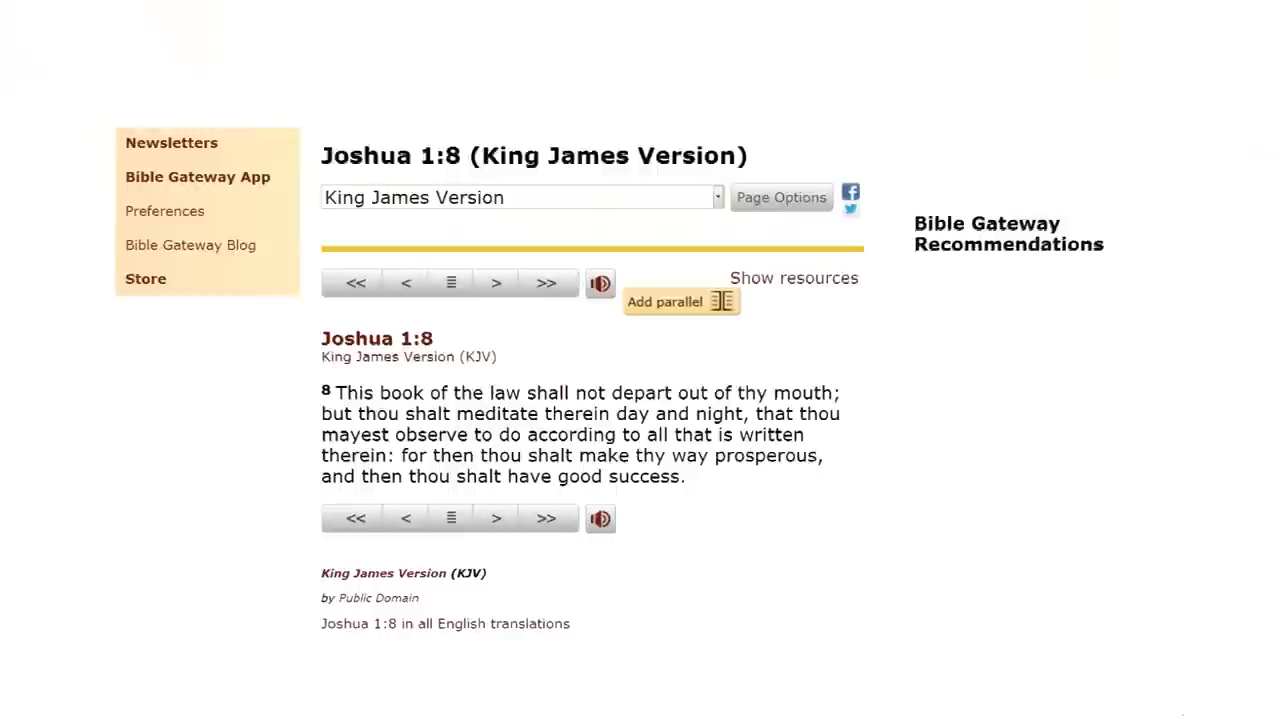 Newsletters
Bible Gateway App
Preferences
Bible Gateway Blog
Store
Joshua 1:8 (King James Version)
King James Version
Page Options
Bible Gateway
Recommendations
<< < ≣ > >>
Show resources
Add parallel
Joshua 1:8
King James Version (KJV)
8 This book of the law shall not depart out of thy mouth;
but thou shalt meditate therein day and night, that thou
mayest observe to do according to all that is written
therein: for then thou shalt make thy way prosperous,
and then thou shalt have good success.
<< < ≣ > >>
King James Version (KJV)
by Public Domain
Joshua 1:8 in all English translations